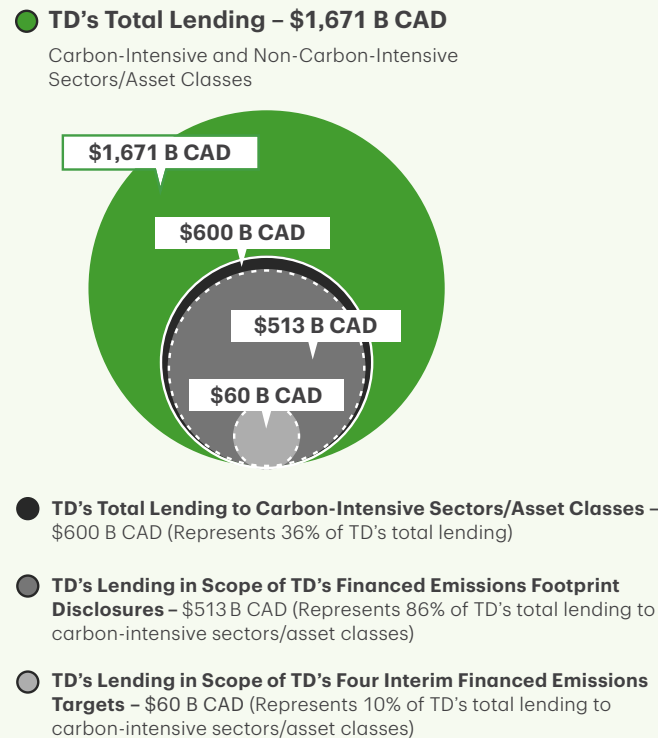 TD's Total Lending – $1,671 B CAD
Carbon-Intensive and Non-Carbon-Intensive
Sectors/Asset Classes
$1,671 B CAD
$600 B CAD
$513 B CAD
$60 B CAD
TD's Total Lending to Carbon-Intensive Sectors/Asset Classes –
$600 B CAD (Represents 36% of TD's total lending)
TD's Lending in Scope of TD's Financed Emissions Footprint
Disclosures – $513 B CAD (Represents 86% of TD's total lending to
carbon-intensive sectors/asset classes)
TD's Lending in Scope of TD's Four Interim Financed Emissions
Targets – $60 B CAD (Represents 10% of TD's total lending to
carbon-intensive sectors/asset classes)